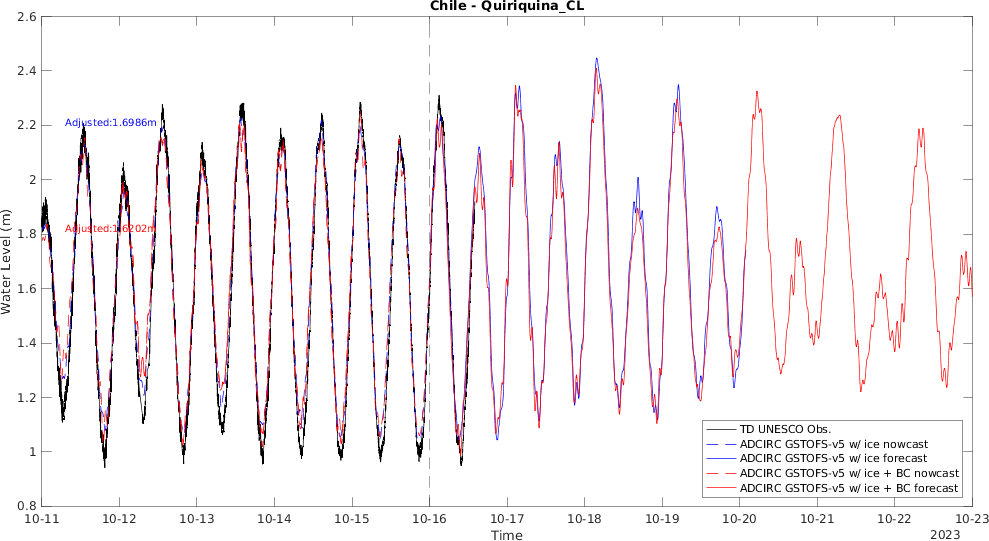 Chile - Quiriquina_CL
2.6
2.4
2.2
2
1.8
1.6
1.4
1.2
1
0.8
Water Level (m)
Adjusted:1.6986m
Adjusted:1.6202m
TD UNESCO Obs.
ADCIRC GSTOFS-v5 w/ ice nowcast
ADCIRC GSTOFS-v5 w/ ice forecast
ADCIRC GSTOFS-v5 w/ ice + BC nowcast
ADCIRC GSTOFS-v5 w/ ice + BC forecast
10-11 10-12 10-13 10-14 10-15 10-16 10-17 10-18 10-19 10-20 10-21 10-22 10-23
Time
2023